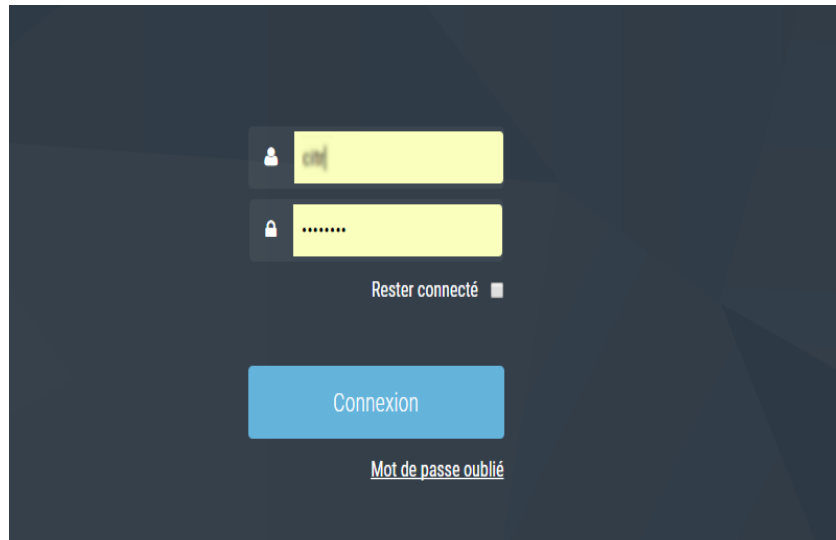 ••••••••
Rester connecté
Connexion
Mot de passe oublié